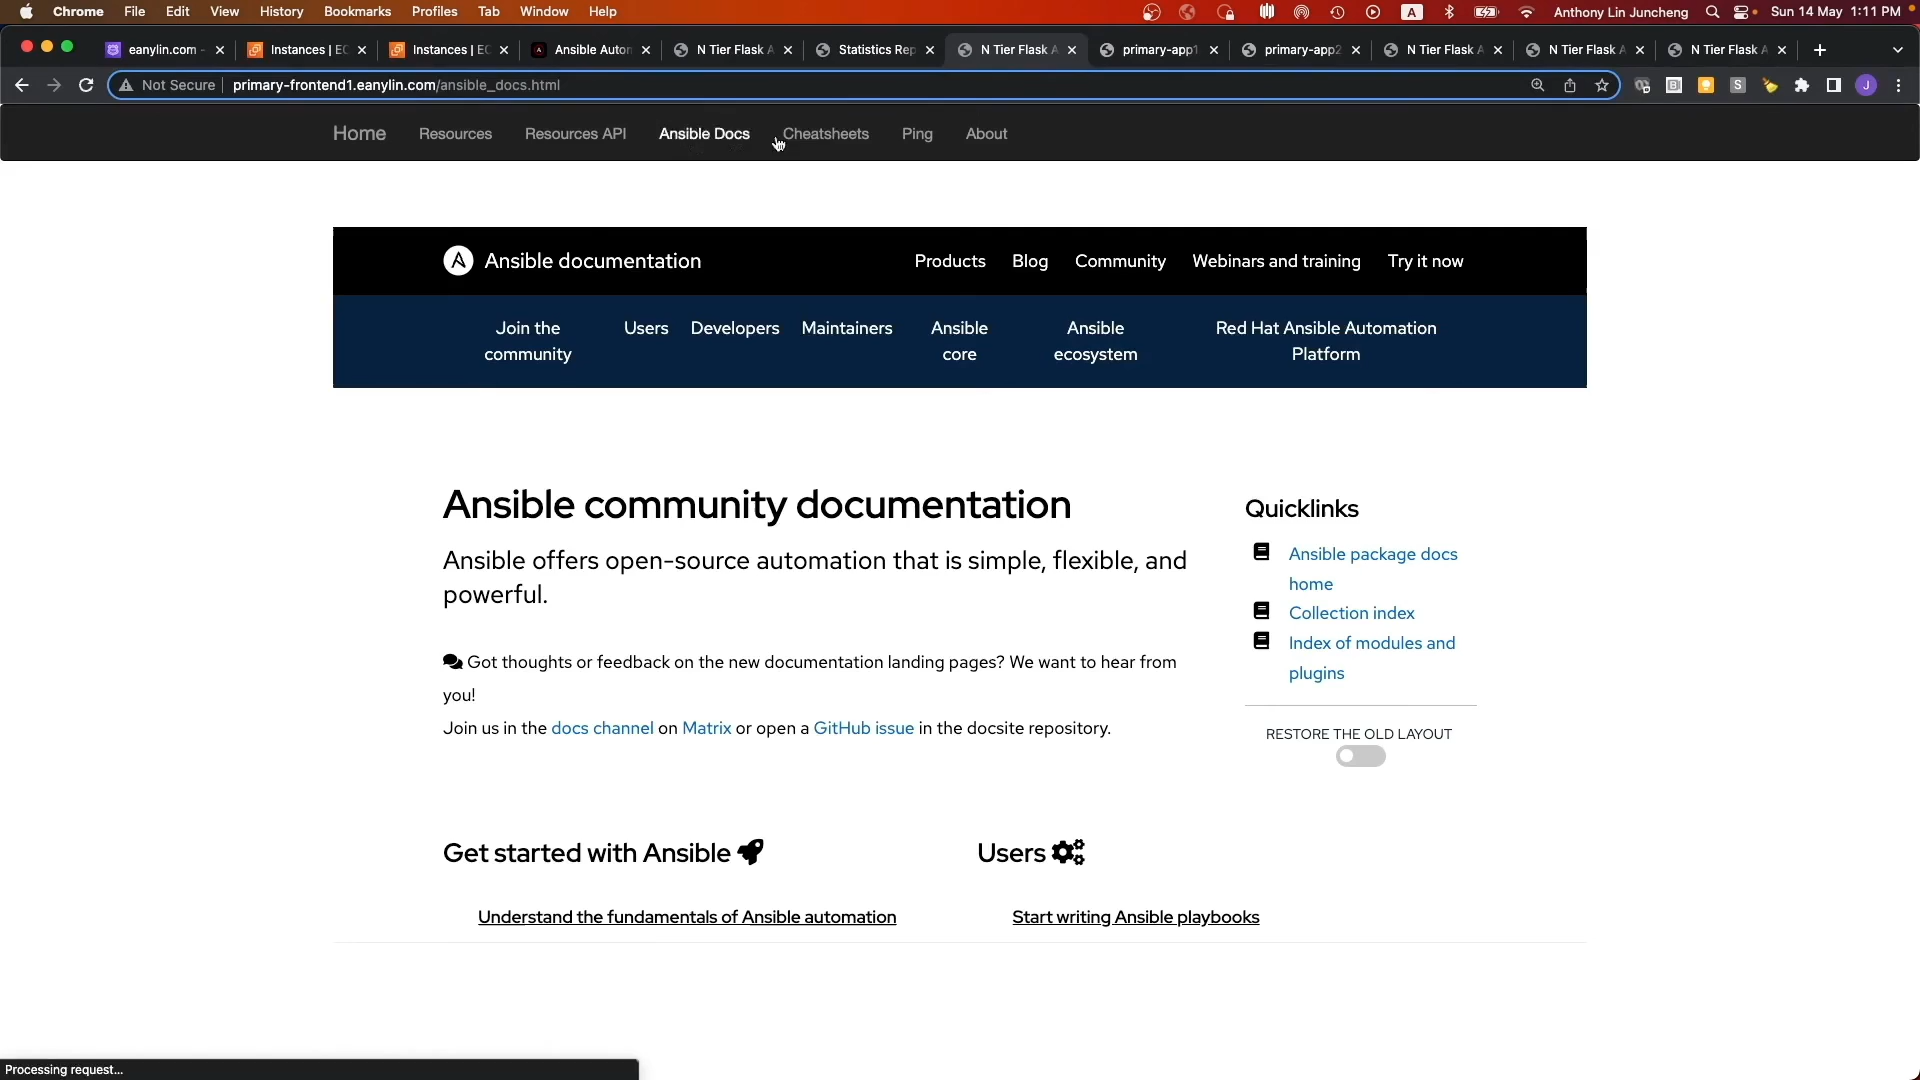 Chrome File Edit View History Bookmarks Profiles Tab Window Help A Anthony Lin Juncheng Sun 14 May 1:11 PM
eanylin.com - Instances | EC Instances | EC Ansible Autom N Tier Flask A Statistics Rep N Tier Flask A primary-app1 primary-app2 N Tier Flask A N Tier Flask A N Tier Flask A
Not Secure primary-frontend1.eanylin.com/ansible_docs.html B S J
Home Resources Resources API Ansible Docs Cheatsheets Ping About
Ansible documentation Products Blog Community Webinars and training Try it now
Join the community Users Developers Maintainers Ansible core Ansible ecosystem Red Hat Ansible Automation Platform
Ansible community documentation
Ansible offers open-source automation that is simple, flexible, and
powerful.
Got thoughts or feedback on the new documentation landing pages? We want to hear from
you!
Join us in the docs channel on Matrix or open a GitHub issue in the docsite repository.
Quicklinks
Ansible package docs
home
Collection index
Index of modules and
plugins
RESTORE THE OLD LAYOUT
Get started with Ansible
Understand the fundamentals of Ansible automation
Users
Start writing Ansible playbooks
Processing request...